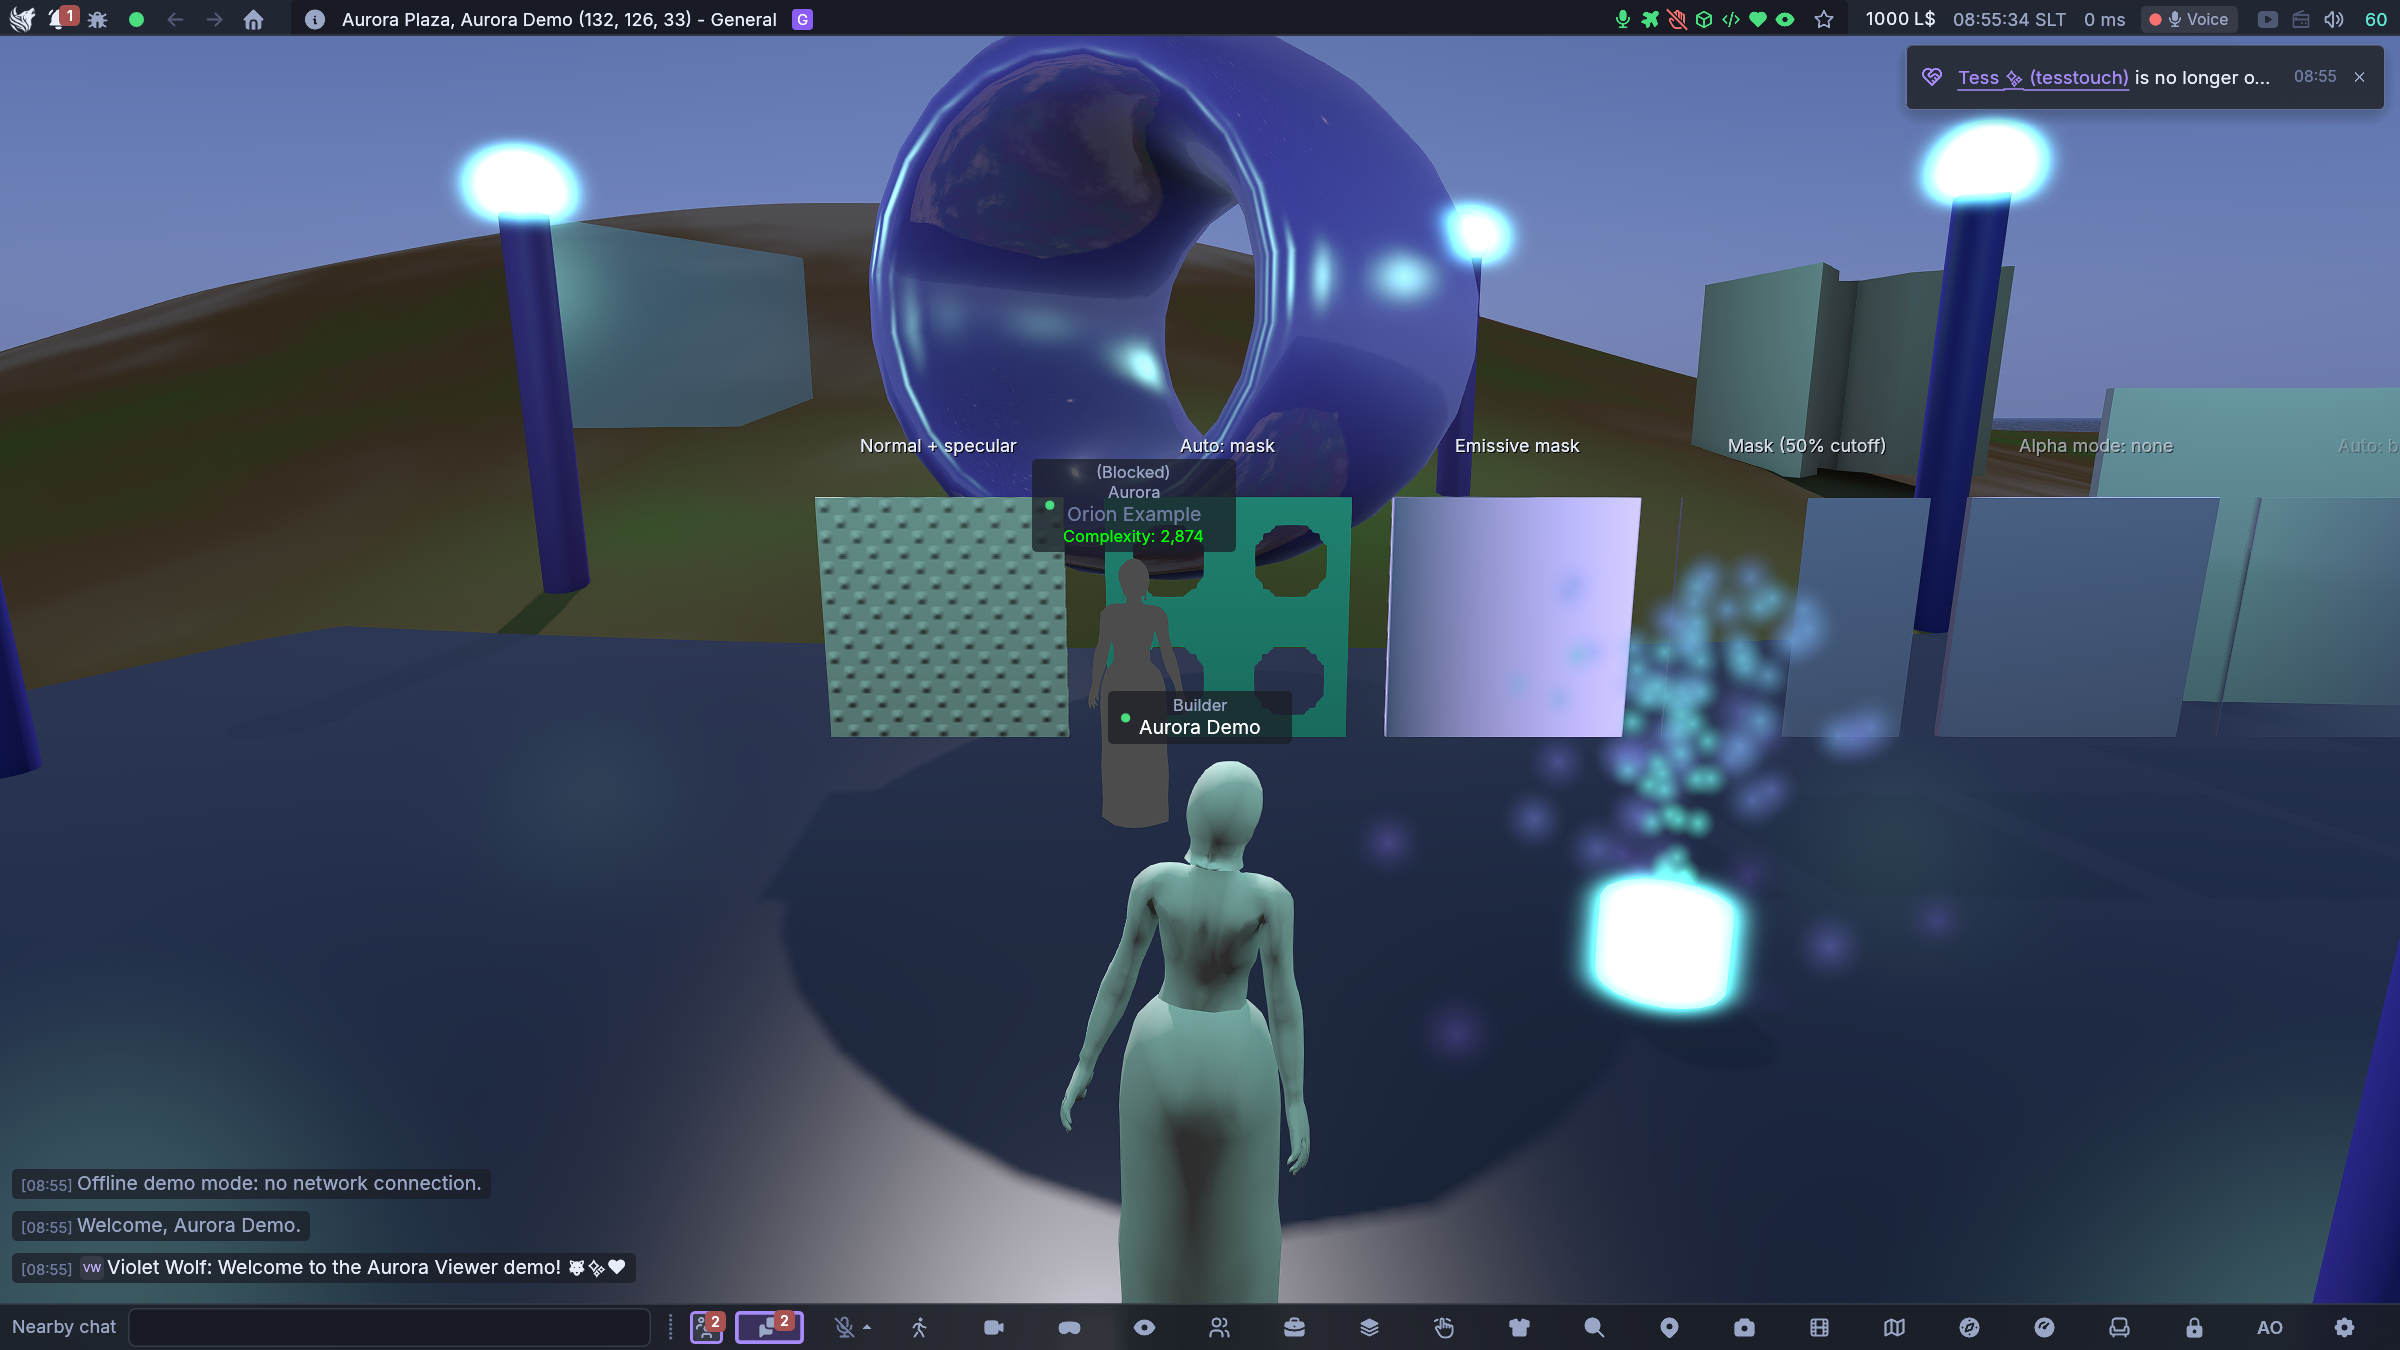 1
Aurora Plaza, Aurora Demo (132, 126, 33) - General
G
1000 L$
08:55:34 SLT
0 ms
Voice
60
Tess (tesstouch) is no longer o...
08:55
Normal + specular
Auto: mask
Emissive mask
Mask (50% cutoff)
Alpha mode: none
Auto: b
(Blocked)
Aurora
Orion Example
Complexity: 2,874
Builder
Aurora Demo
[08:55] Offline demo mode: no network connection.
[08:55] Welcome, Aurora Demo.
[08:55] VW Violet Wolf: Welcome to the Aurora Viewer demo!
Nearby chat
2
2
AO